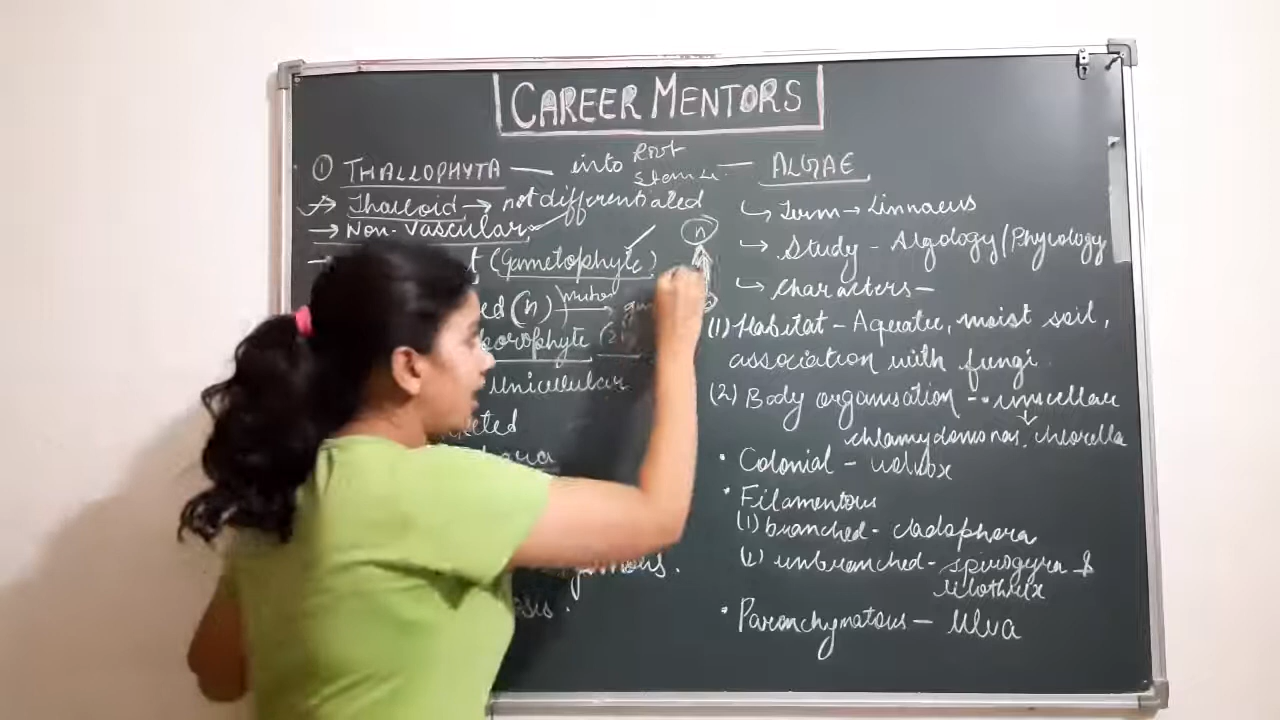 CAREER MENTORS
① THALLOPHYTA — into Root
Stem
→ Thalloid → not differentiated
→ Non-Vascular
(Gametophyte)
n
(n)
porophyte (2
unicellular
— ALGAE
↳ Term → Linnaeus
↳ Study - Algology/Phycology
↳ Characters —
(1) Habitat - Aquatic, moist soil,
association with fungi
(2) Body organisation -
chlamydomonas, chlorella
• Colonial - volvox
• Filamentous
(1) branched - cladophora
(2) unbranched - spirogyra &
ulothrix
• Parenchymatous — Ulva